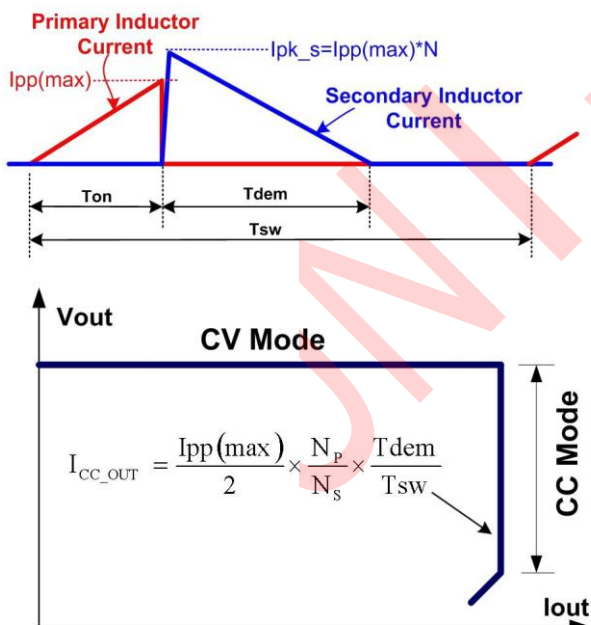 Primary Inductor
Current
Ipk_s=Ipp(max)*N
Ipp(max)
Secondary Inductor
Current
Ton
Tdem
Tsw
Vout
CV Mode
I_CC_OUT = Ipp(max)/2 × N_P/N_S × Tdem/Tsw
CC Mode
Iout